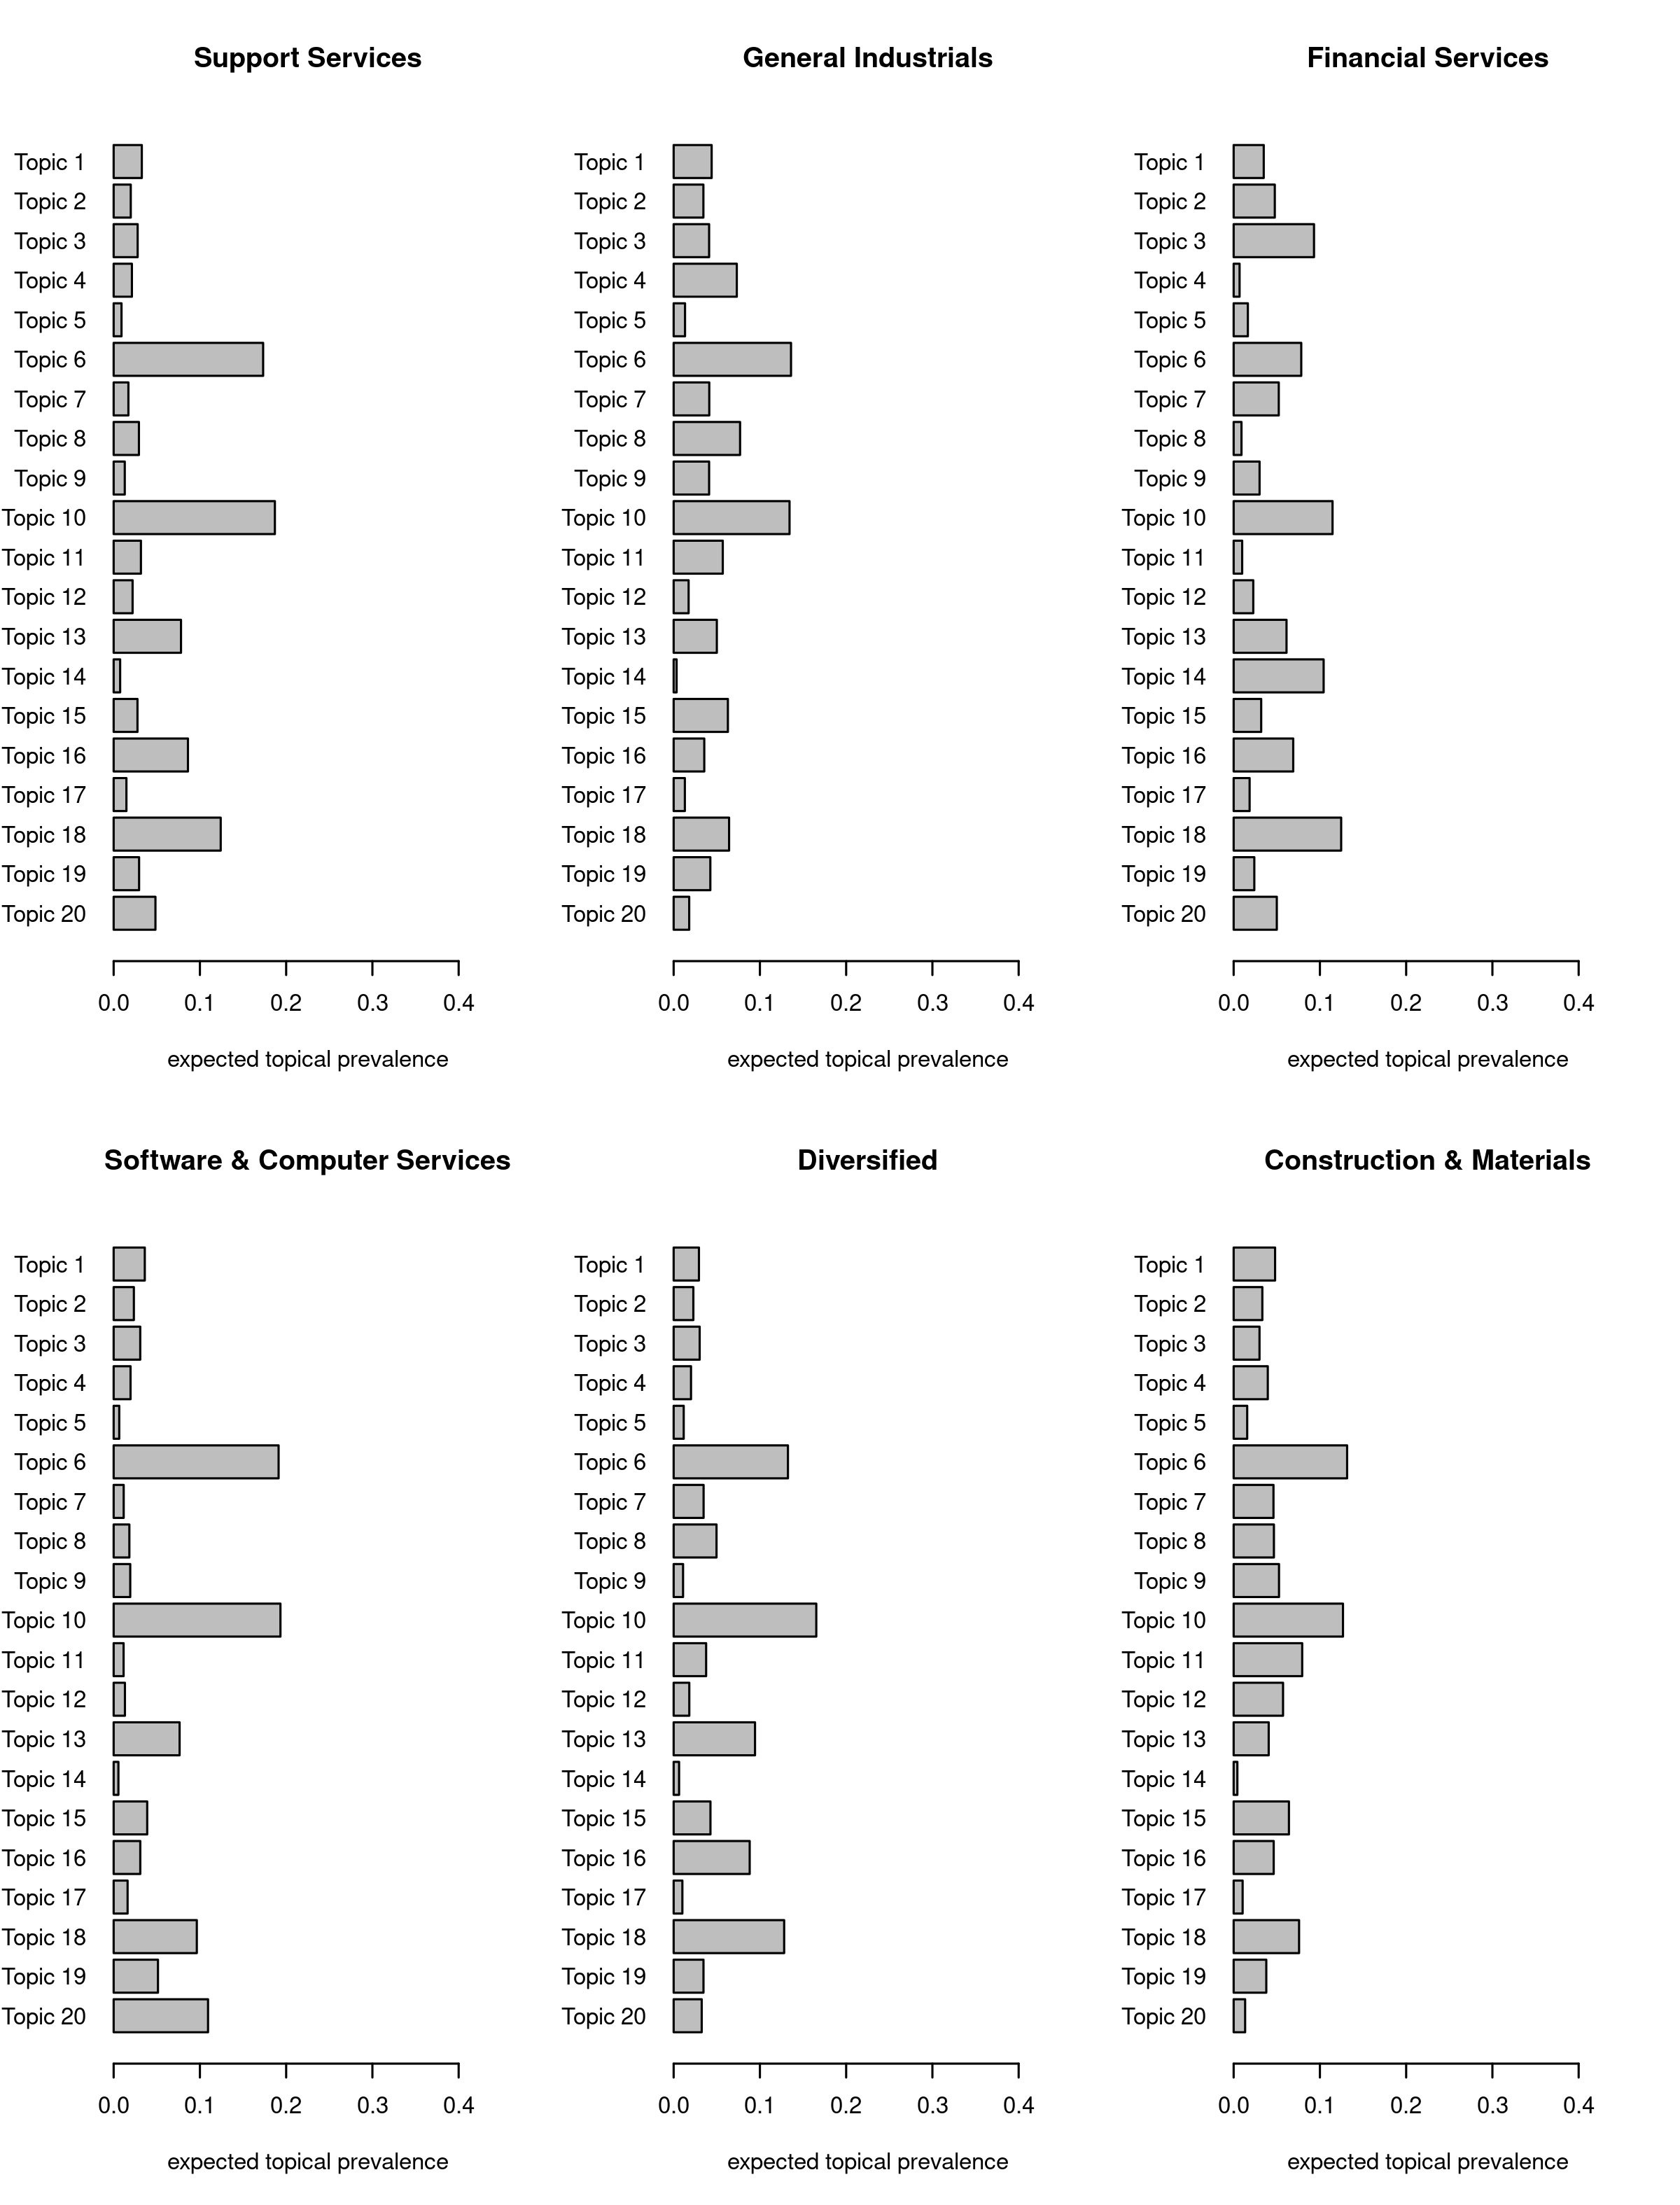 Support Services
Topic 1
Topic 2
Topic 3
Topic 4
Topic 5
Topic 6
Topic 7
Topic 8
Topic 9
Topic 10
Topic 11
Topic 12
Topic 13
Topic 14
Topic 15
Topic 16
Topic 17
Topic 18
Topic 19
Topic 20
0.0 0.1 0.2 0.3 0.4
expected topical prevalence
General Industrials
Topic 1
Topic 2
Topic 3
Topic 4
Topic 5
Topic 6
Topic 7
Topic 8
Topic 9
Topic 10
Topic 11
Topic 12
Topic 13
Topic 14
Topic 15
Topic 16
Topic 17
Topic 18
Topic 19
Topic 20
0.0 0.1 0.2 0.3 0.4
expected topical prevalence
Financial Services
Topic 1
Topic 2
Topic 3
Topic 4
Topic 5
Topic 6
Topic 7
Topic 8
Topic 9
Topic 10
Topic 11
Topic 12
Topic 13
Topic 14
Topic 15
Topic 16
Topic 17
Topic 18
Topic 19
Topic 20
0.0 0.1 0.2 0.3 0.4
expected topical prevalence
Software & Computer Services
Topic 1
Topic 2
Topic 3
Topic 4
Topic 5
Topic 6
Topic 7
Topic 8
Topic 9
Topic 10
Topic 11
Topic 12
Topic 13
Topic 14
Topic 15
Topic 16
Topic 17
Topic 18
Topic 19
Topic 20
0.0 0.1 0.2 0.3 0.4
expected topical prevalence
Diversified
Topic 1
Topic 2
Topic 3
Topic 4
Topic 5
Topic 6
Topic 7
Topic 8
Topic 9
Topic 10
Topic 11
Topic 12
Topic 13
Topic 14
Topic 15
Topic 16
Topic 17
Topic 18
Topic 19
Topic 20
0.0 0.1 0.2 0.3 0.4
expected topical prevalence
Construction & Materials
Topic 1
Topic 2
Topic 3
Topic 4
Topic 5
Topic 6
Topic 7
Topic 8
Topic 9
Topic 10
Topic 11
Topic 12
Topic 13
Topic 14
Topic 15
Topic 16
Topic 17
Topic 18
Topic 19
Topic 20
0.0 0.1 0.2 0.3 0.4
expected topical prevalence